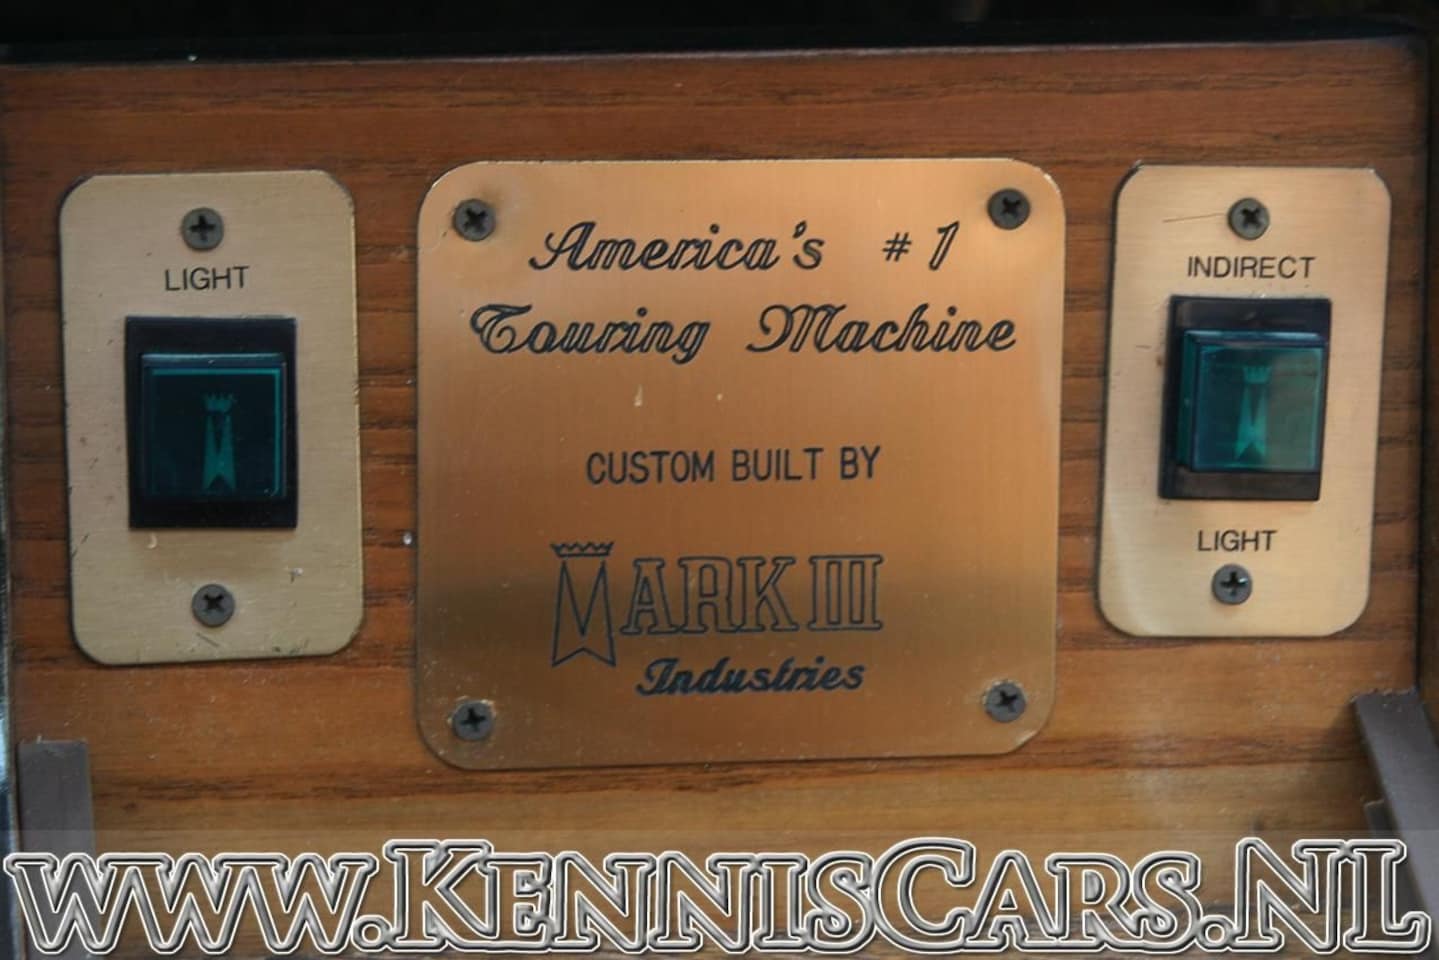 LIGHT
America's #1
Touring Machine
CUSTOM BUILT BY
MARK III
Industries
INDIRECT
LIGHT
WWW.KENNISCARS.NL